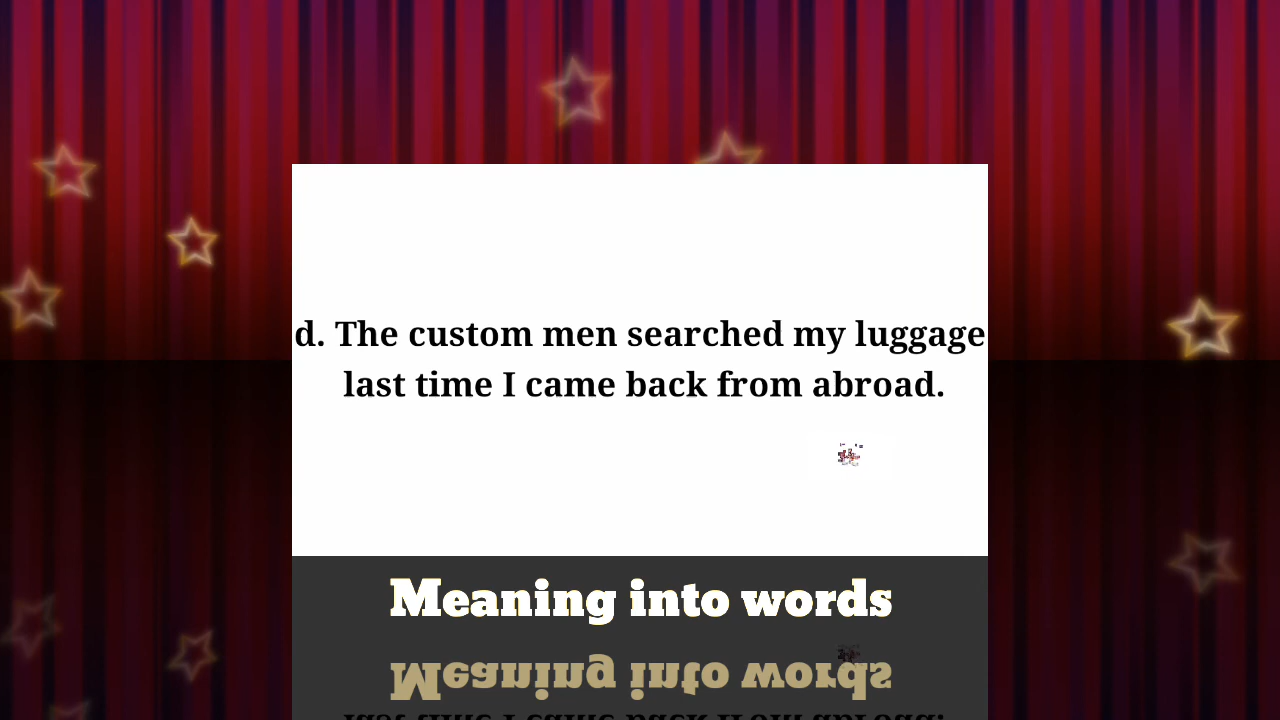 d. The custom men searched my luggage
last time I came back from abroad.
Meaning into words